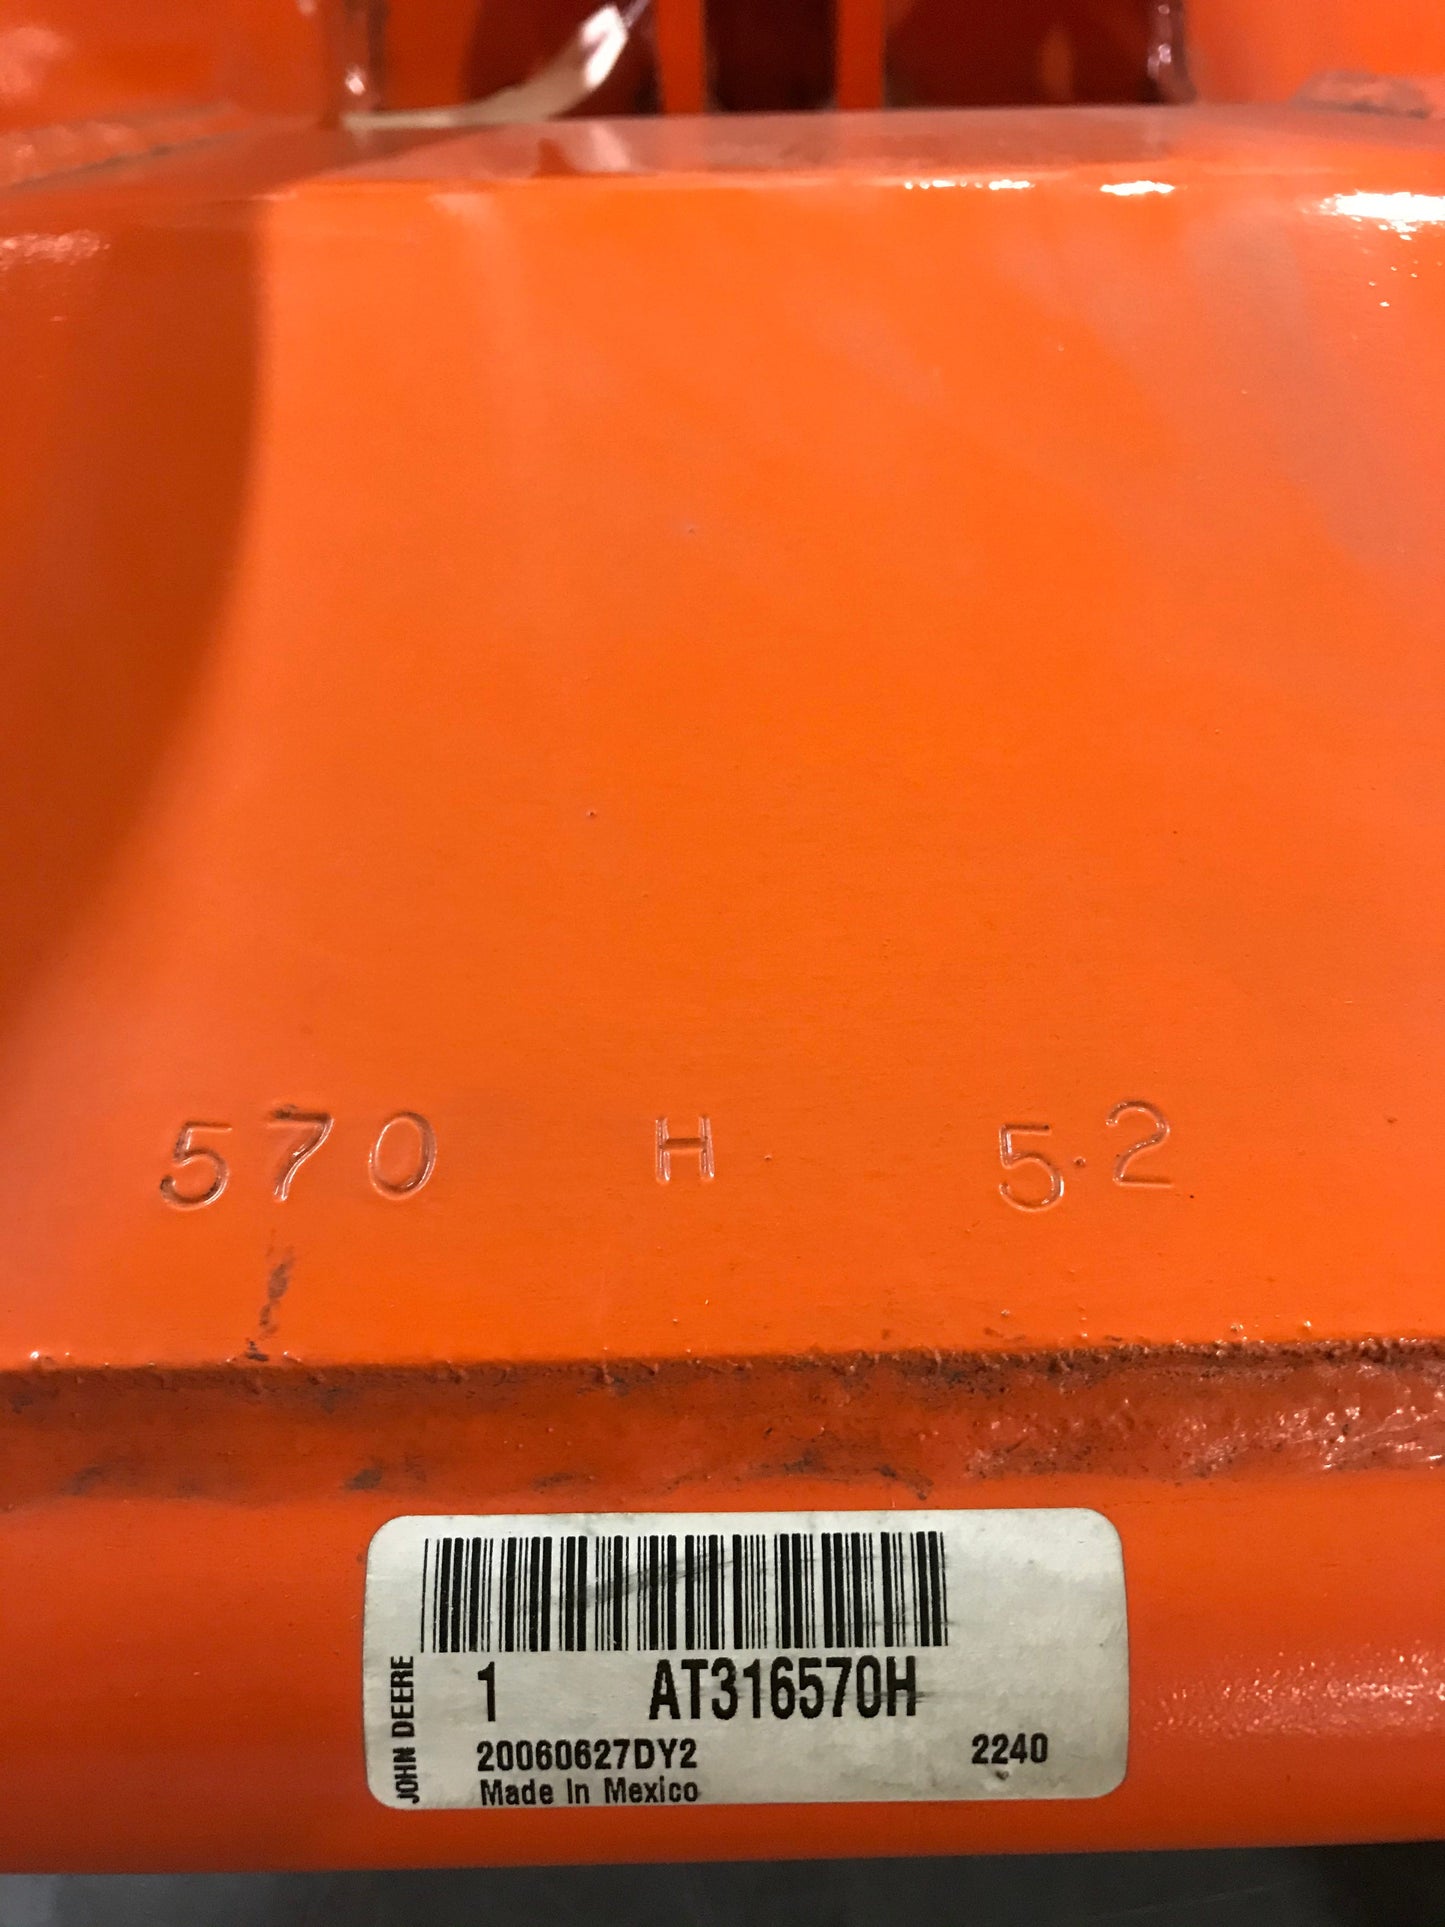 570 H 5.2
JOHN DEERE
1 AT316570H
20060627DY2 2240
Made In Mexico